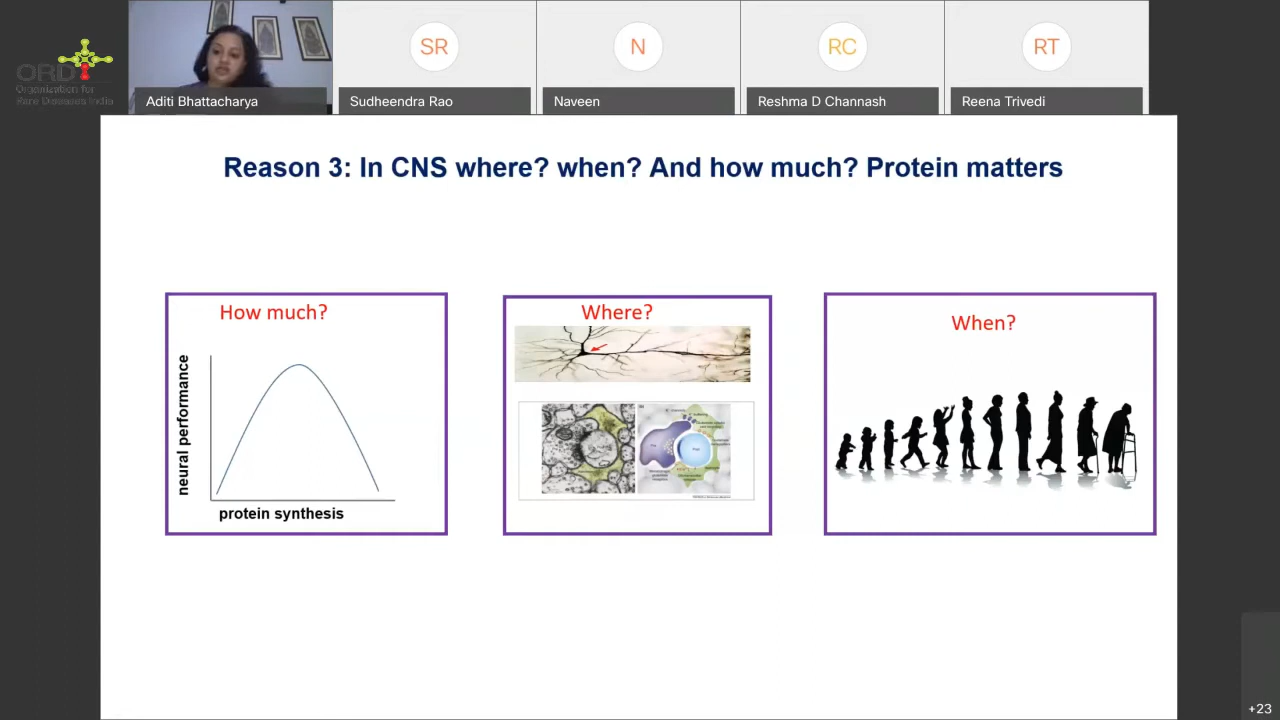 ORDI
Organization for
Rare Diseases India
Aditi Bhattacharya
SR
Sudheendra Rao
N
Naveen
RC
Reshma D Channash
RT
Reena Trivedi
Reason 3: In CNS where? when? And how much? Protein matters
How much?
neural performance
protein synthesis
Where?
When?
+23